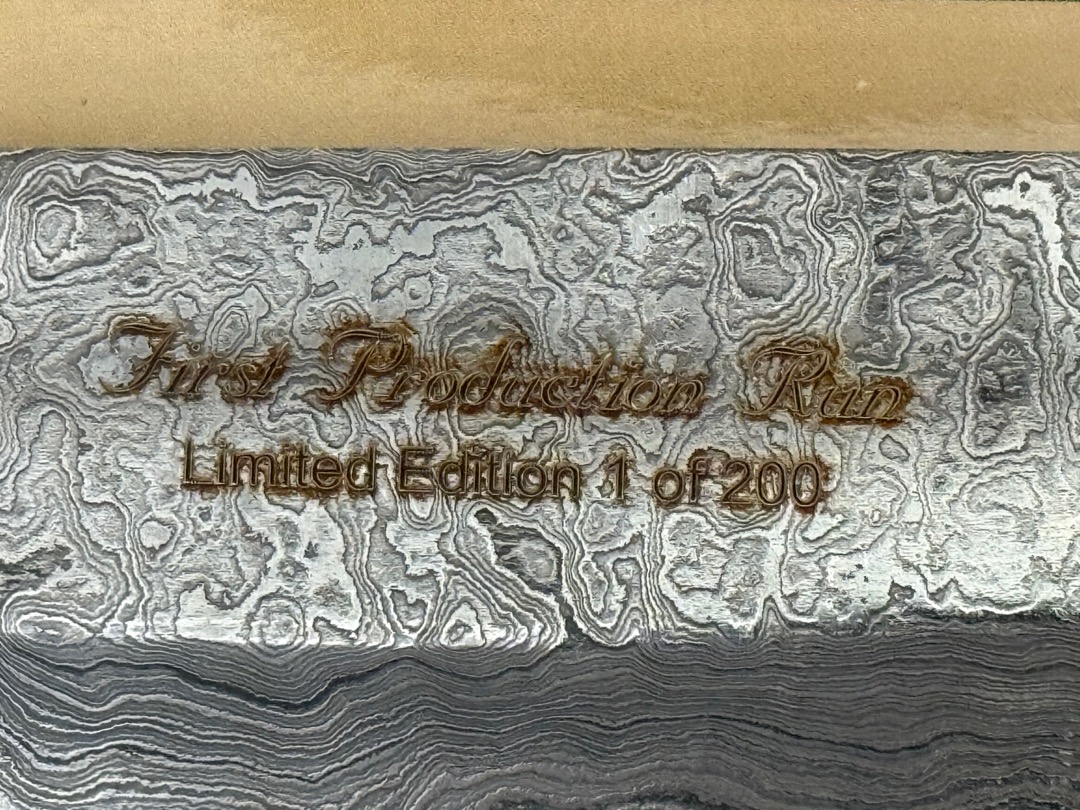 First Production Run
Limited Edition 1 of 200